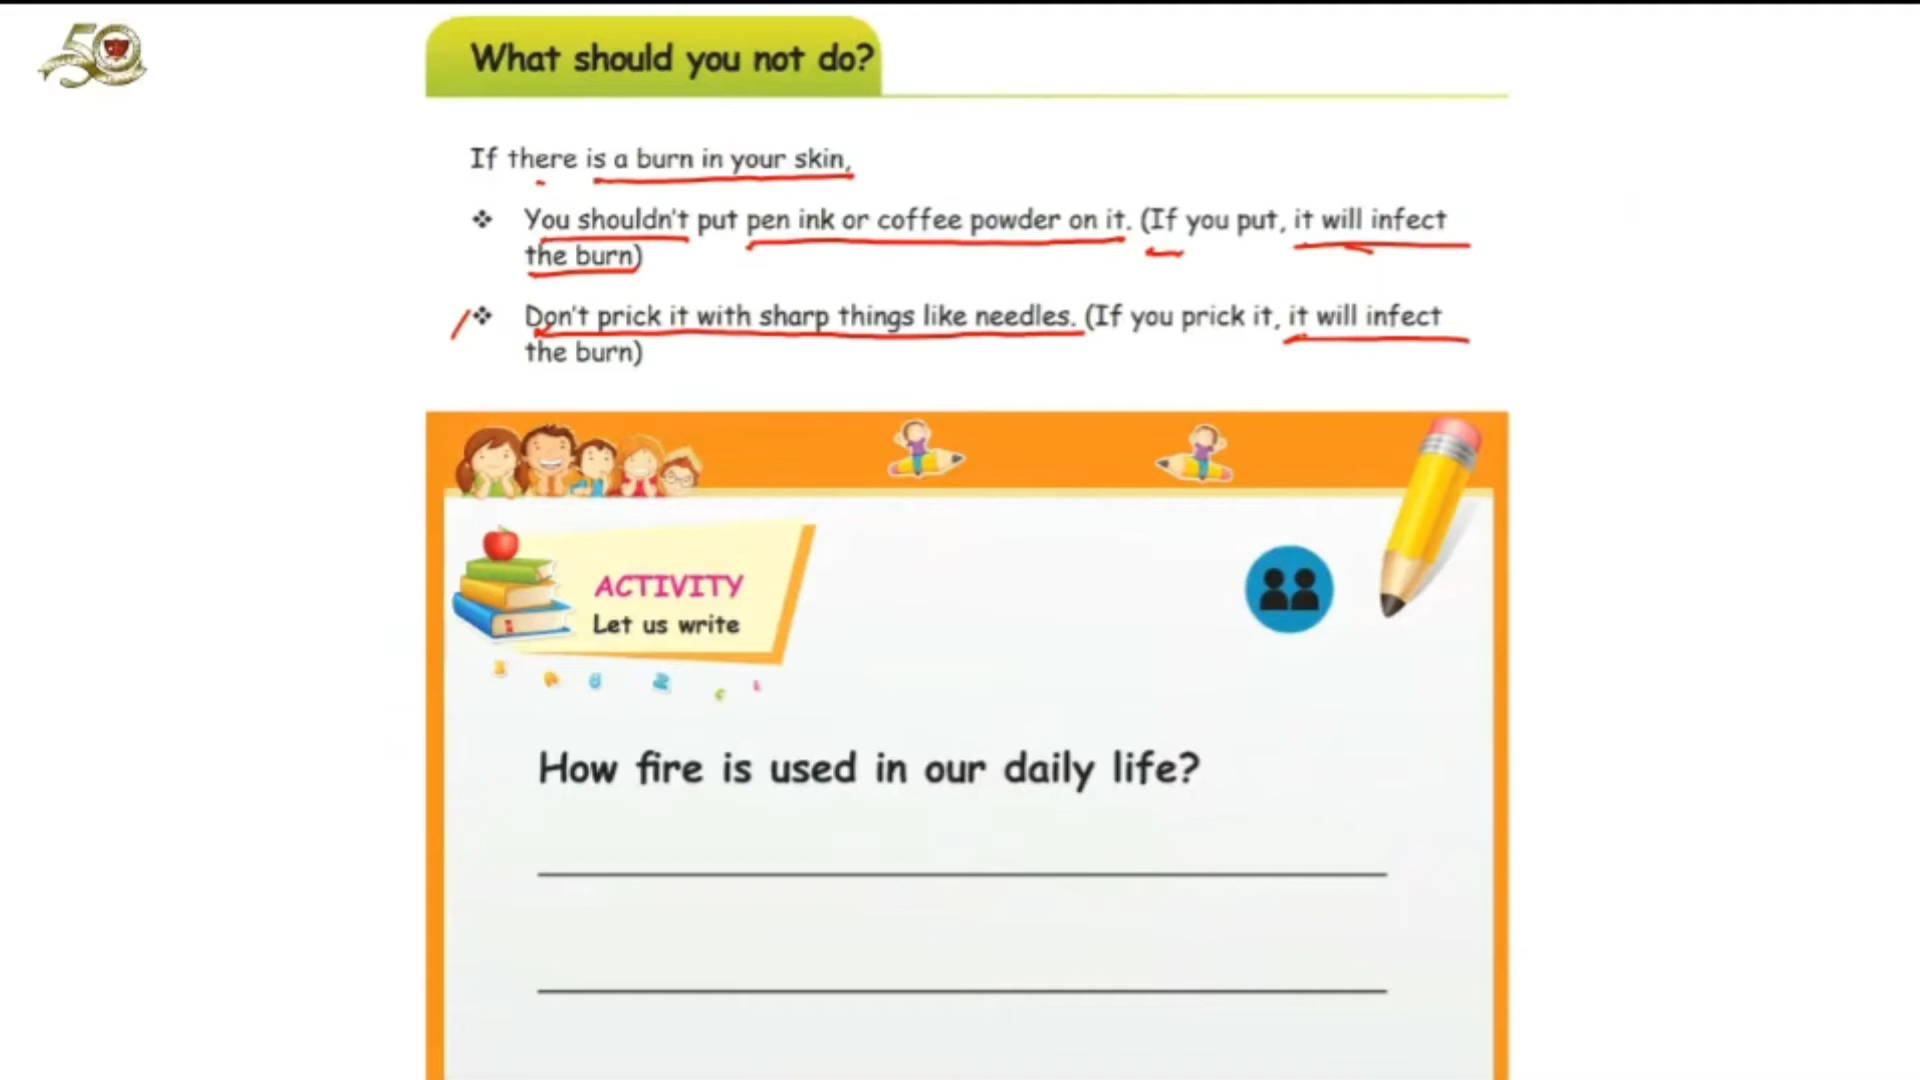 50
What should you not do?
If there is a burn in your skin,
❖ You shouldn't put pen ink or coffee powder on it. (If you put, it will infect
the burn)
❖ Don't prick it with sharp things like needles. (If you prick it, it will infect
the burn)
ACTIVITY
Let us write
How fire is used in our daily life?